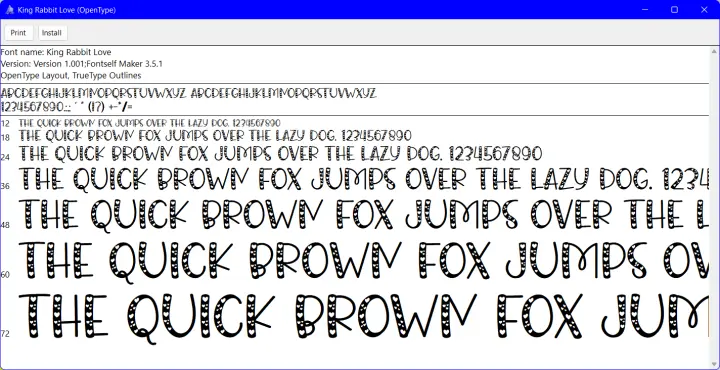 King Rabbit Love (OpenType)
Print Install
Font name: King Rabbit Love
Version: Version 1.001;Fontself Maker 3.5.1
OpenType Layout, TrueType Outlines
ABCDEFGHIJKLMNOPQRSTUVWXYZ ABCDEFGHIJKLMNOPQRSTUVWXYZ
1234567890.:,; ' " (!?) +-*/=
12 THE QUICK BROWN FOX JUMPS OVER THE LAZY DOG. 1234567890
18 THE QUICK BROWN FOX JUMPS OVER THE LAZY DOG. 1234567890
24 THE QUICK BROWN FOX JUMPS OVER THE LAZY DOG. 1234567890
36 THE QUICK BROWN FOX JUMPS OVER THE LAZY DOG. 1234
48 THE QUICK BROWN FOX JUMPS OVER THE L
60 THE QUICK BROWN FOX JUMPS OV
72 THE QUICK BROWN FOX JUM